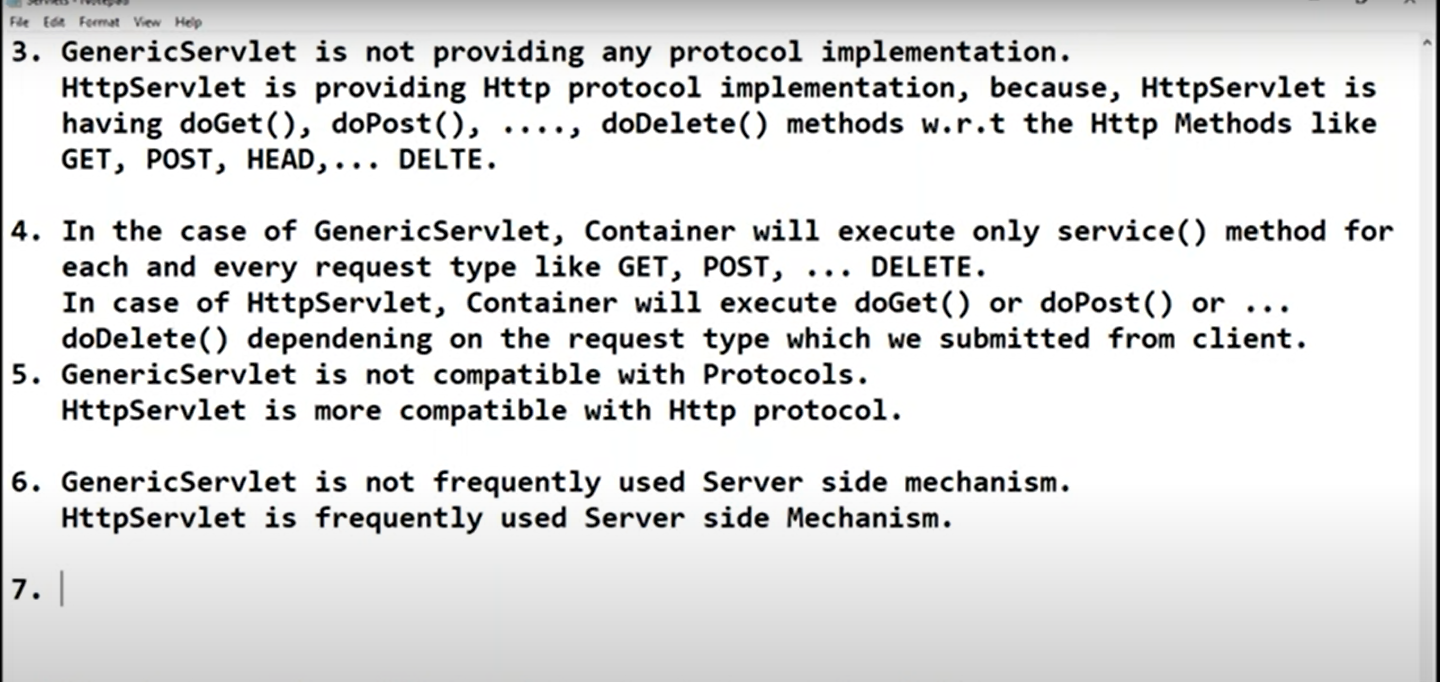 Servlets - Notepad
File Edit Format View Help
3. GenericServlet is not providing any protocol implementation.
HttpServlet is providing Http protocol implementation, because, HttpServlet is
having doGet(), doPost(), ...., doDelete() methods w.r.t the Http Methods like
GET, POST, HEAD,... DELTE.
4. In the case of GenericServlet, Container will execute only service() method for
each and every request type like GET, POST, ... DELETE.
In case of HttpServlet, Container will execute doGet() or doPost() or ...
doDelete() dependening on the request type which we submitted from client.
5. GenericServlet is not compatible with Protocols.
HttpServlet is more compatible with Http protocol.
6. GenericServlet is not frequently used Server side mechanism.
HttpServlet is frequently used Server side Mechanism.
7.